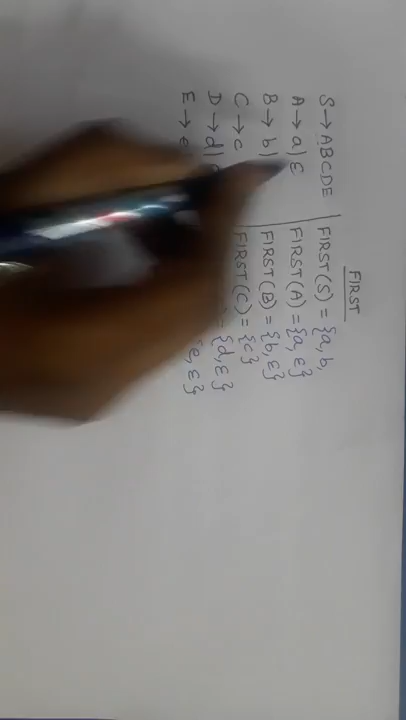 FIRST
S → ABCDE FIRST(S) = {a, b,
A → a| ε FIRST(A) = {a, ε}
B → b| FIRST(B) = {b, ε}
C → c FIRST(C) = {c}
D → d| = {d, ε}
E → e {e, ε}